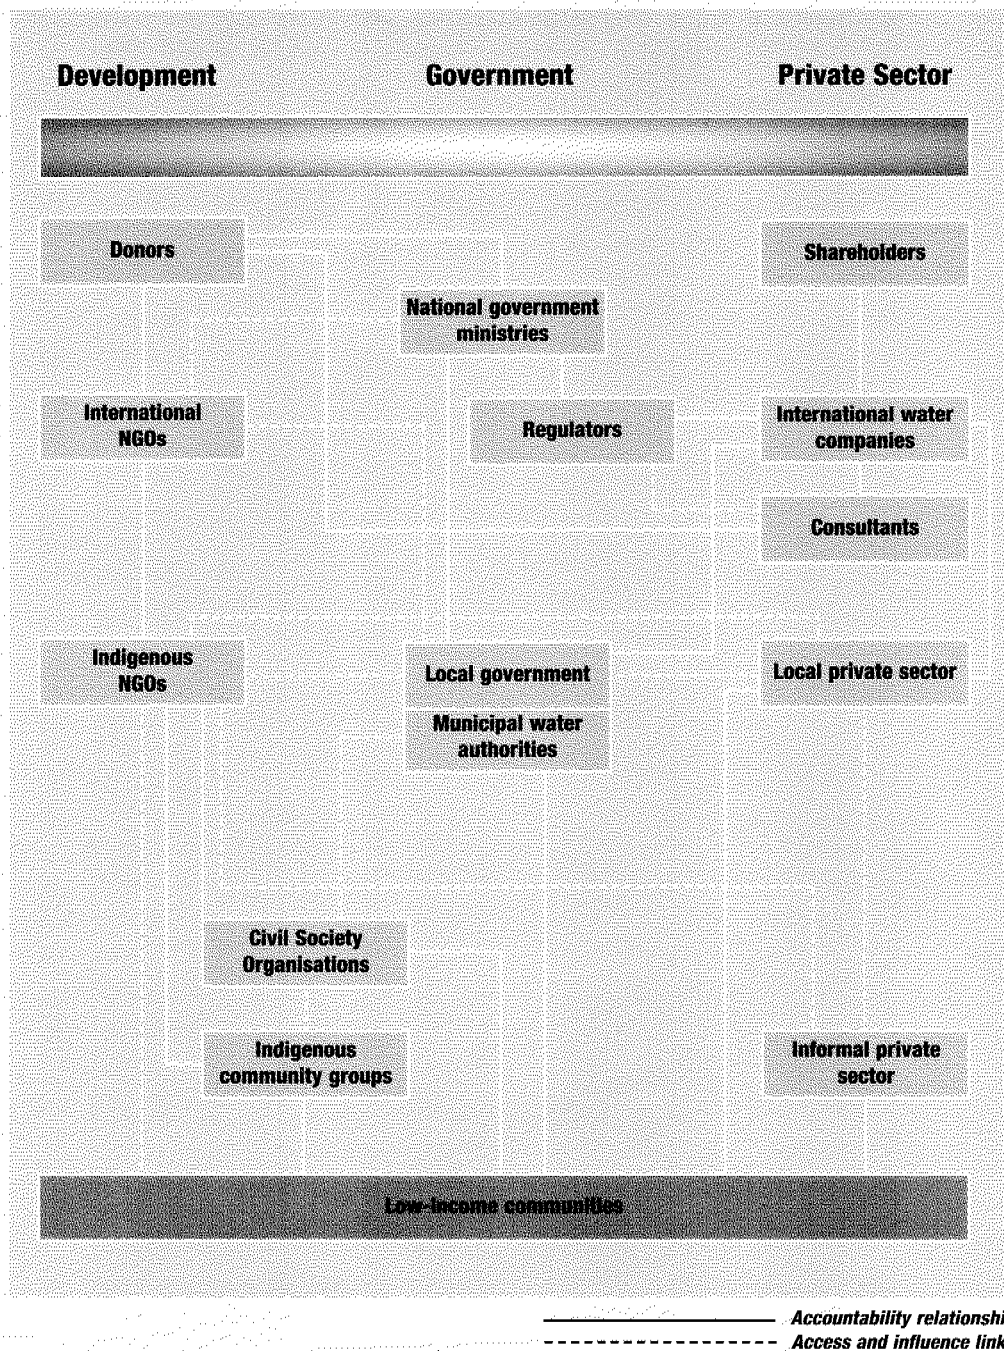 Development
Government
Private Sector
Donors
Shareholders
National government
ministries
International
NGOs
Regulators
International water
companies
Consultants
Indigenous
NGOs
Local government
Local private sector
Municipal water
authorities
Civil Society
Organisations
Indigenous
community groups
Informal private
sector
Low-income communities
Accountability relationshi
Access and influence link